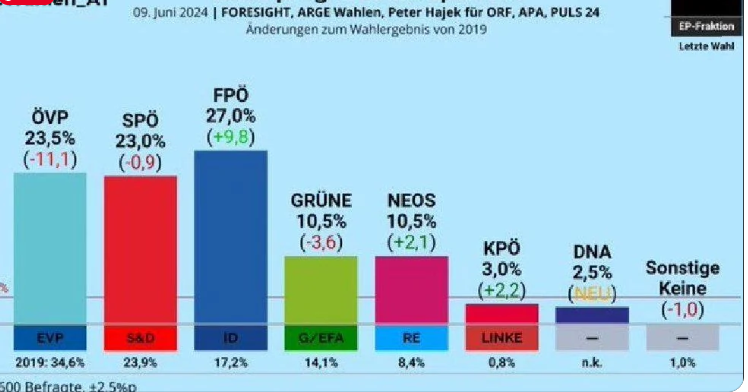 09. Juni 2024 | FORESIGHT, ARGE Wahlen, Peter Hajek für ORF, APA, PULS 24
Änderungen zum Wahlergebnis von 2019
EP-Fraktion
Letzte Wahl
ÖVP
23,5%
(-11,1)
SPÖ
23,0%
(-0,9)
FPÖ
27,0%
(+9,8)
GRÜNE
10,5%
(-3,6)
NEOS
10,5%
(+2,1)
KPÖ
3,0%
(+2,2)
DNA
2,5%
(NEU)
Sonstige
Keine
(-1,0)
%
EVP S&D ID G/EFA RE LINKE — —
2019: 34,6% 23,9% 17,2% 14,1% 8,4% 0,8% n.k. 1,0%
600 Befragte, ±2,5%p